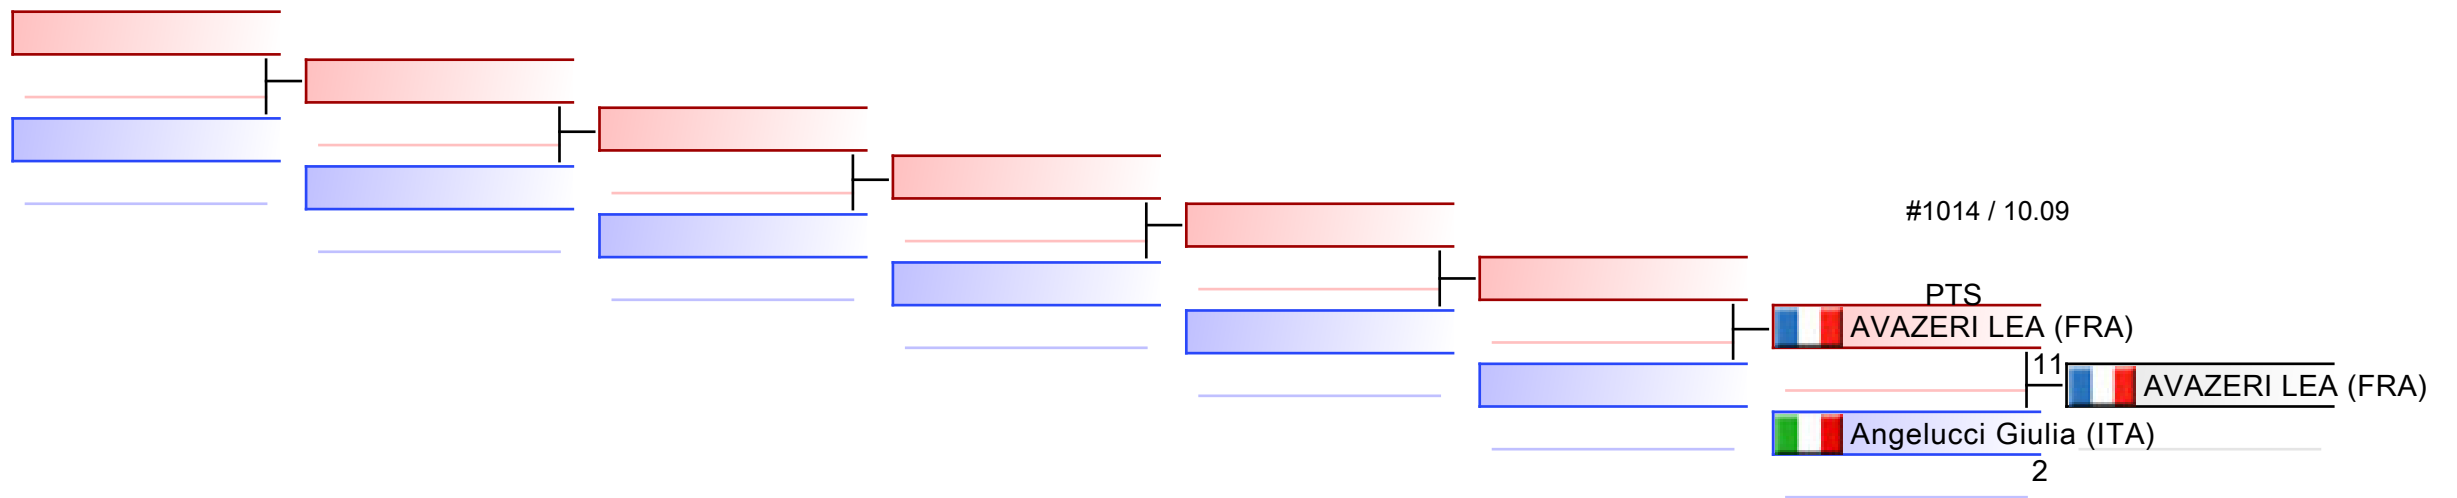 #1014 / 10.09
PTS
AVAZERI LEA (FRA)
11
AVAZERI LEA (FRA)
Angelucci Giulia (ITA)
2